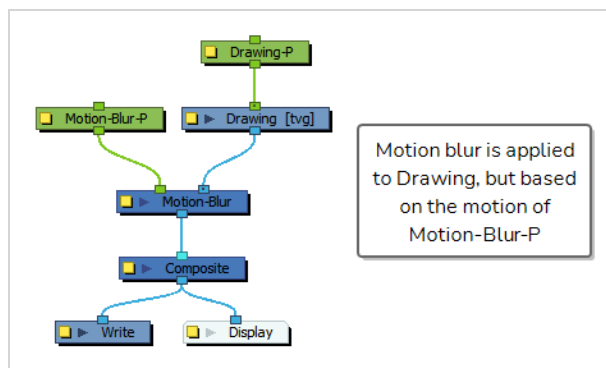 Drawing-P
Motion-Blur-P
Drawing [tvg]
Motion blur is applied
to Drawing, but based
on the motion of
Motion-Blur-P
Motion-Blur
Composite
Write
Display